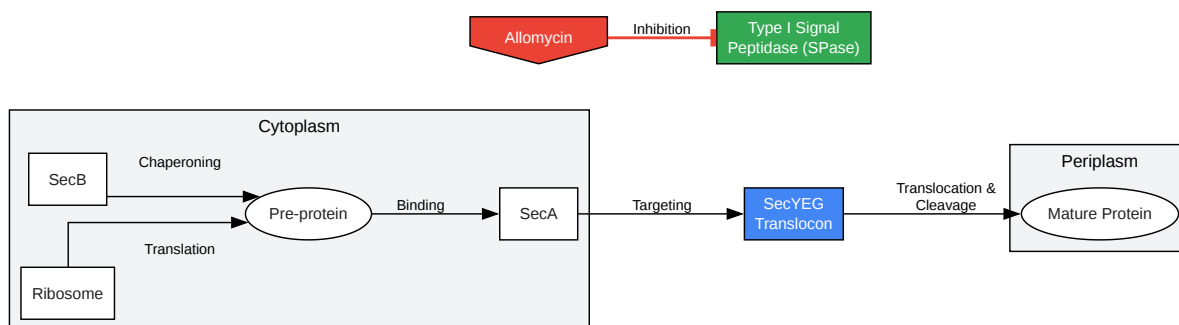 Allomycin
Inhibition
Type I Signal
Peptidase (SPase)
Cytoplasm
SecB
Chaperoning
Pre-protein
Binding
SecA
Targeting
SecYEG
Translocon
Translocation &
Cleavage
Periplasm
Mature Protein
Translation
Ribosome